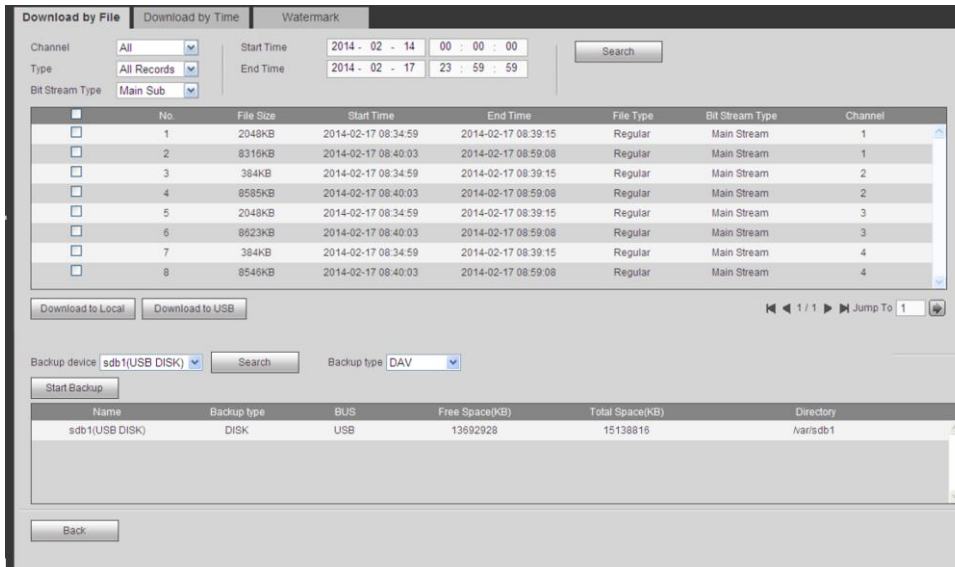 Download by File Download by Time Watermark
Channel All Start Time 2014 - 02 - 14 00 : 00 : 00 Search
Type All Records End Time 2014 - 02 - 17 23 : 59 : 59
Bit Stream Type Main Sub
No. File Size Start Time End Time File Type Bit Stream Type Channel
1 2048KB 2014-02-17 08:34:59 2014-02-17 08:39:15 Regular Main Stream 1
2 8316KB 2014-02-17 08:40:03 2014-02-17 08:59:08 Regular Main Stream 1
3 384KB 2014-02-17 08:34:59 2014-02-17 08:39:15 Regular Main Stream 2
4 8585KB 2014-02-17 08:40:03 2014-02-17 08:59:08 Regular Main Stream 2
5 2048KB 2014-02-17 08:34:59 2014-02-17 08:39:15 Regular Main Stream 3
6 8623KB 2014-02-17 08:40:03 2014-02-17 08:59:08 Regular Main Stream 3
7 384KB 2014-02-17 08:34:59 2014-02-17 08:39:15 Regular Main Stream 4
8 8546KB 2014-02-17 08:40:03 2014-02-17 08:59:08 Regular Main Stream 4
Download to Local Download to USB 1 / 1 Jump To 1
Backup device sdb1(USB DISK) Search Backup type DAV
Start Backup
Name Backup type BUS Free Space(KB) Total Space(KB) Directory
sdb1(USB DISK) DISK USB 13692928 15138816 /var/sdb1
Back